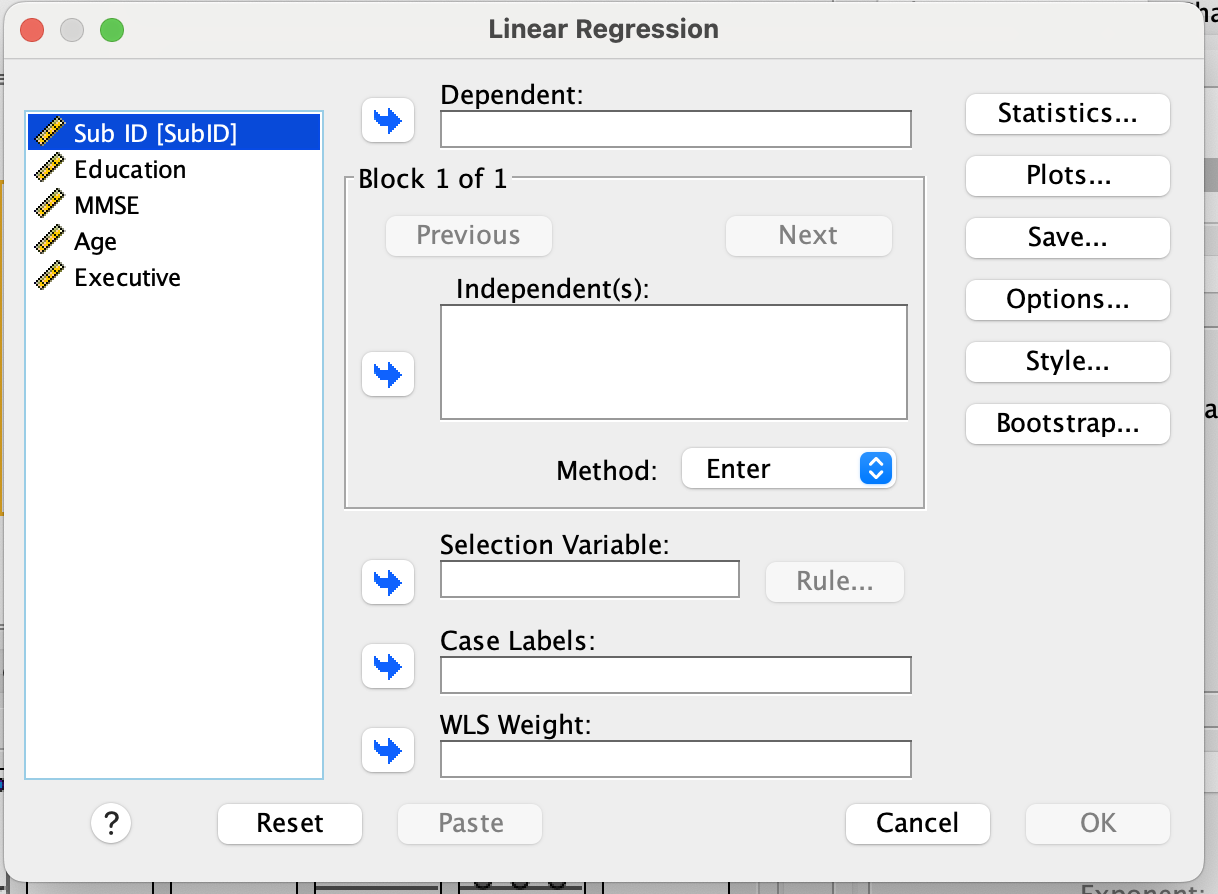 Linear Regression
Sub ID [SubID]
Education
MMSE
Age
Executive
Dependent:
Block 1 of 1
Previous
Next
Independent(s):
Method:
Enter
Selection Variable:
Rule...
Case Labels:
WLS Weight:
Statistics...
Plots...
Save...
Options...
Style...
Bootstrap...
?
Reset
Paste
Cancel
OK